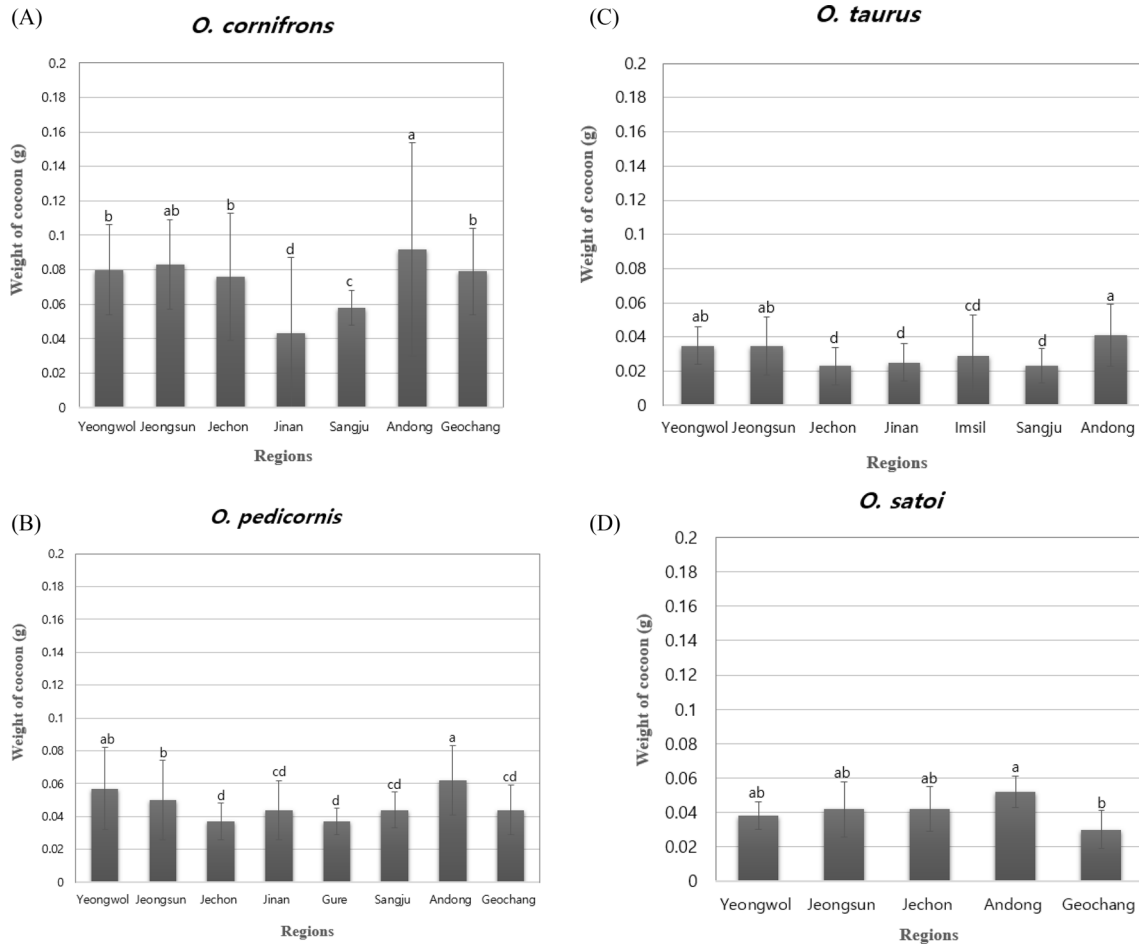 (A)
O. cornifrons
Weight of cocoon (g)
0.2
0.18
0.16
0.14
0.12
0.1
0.08
0.06
0.04
0.02
0
b ab b d c a b
Yeongwol Jeongsun Jechon Jinan Sangju Andong Geochang
Regions
(C)
O. taurus
Weight of cocoon (g)
0.2
0.18
0.16
0.14
0.12
0.1
0.08
0.06
0.04
0.02
0
ab ab d d cd d a
Yeongwol Jeongsun Jechon Jinan Imsil Sangju Andong
Regions
(B)
O. pedicornis
Weight of cocoon (g)
0.2
0.18
0.16
0.14
0.12
0.1
0.08
0.06
0.04
0.02
0
ab b d cd d cd a cd
Yeongwol Jeongsun Jechon Jinan Gure Sangju Andong Geochang
Regions
(D)
O. satoi
Weight of cocoon (g)
0.2
0.18
0.16
0.14
0.12
0.1
0.08
0.06
0.04
0.02
0
ab ab ab a b
Yeongwol Jeongsun Jechon Andong Geochang
Regions